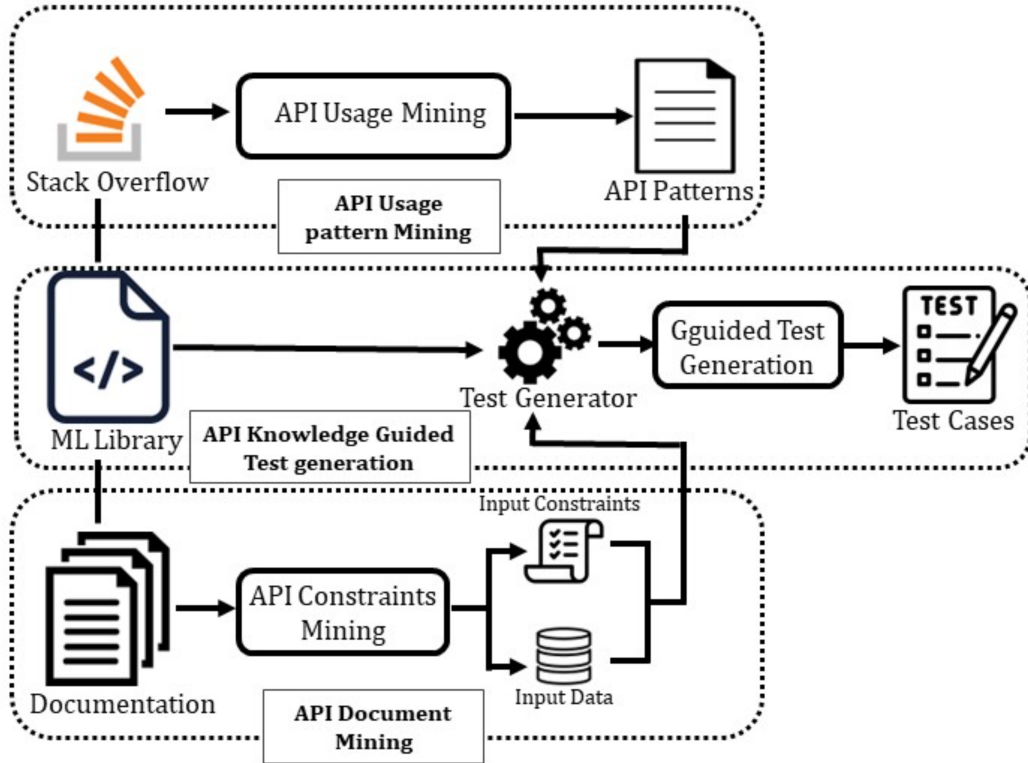 API Usage Mining
Stack Overflow
API Patterns
API Usage
pattern Mining
</>
ML Library
Test Generator
Gguided Test
Generation
TEST
Test Cases
API Knowledge Guided
Test generation
Input Constraints
API Constraints
Mining
Input Data
Documentation
API Document
Mining